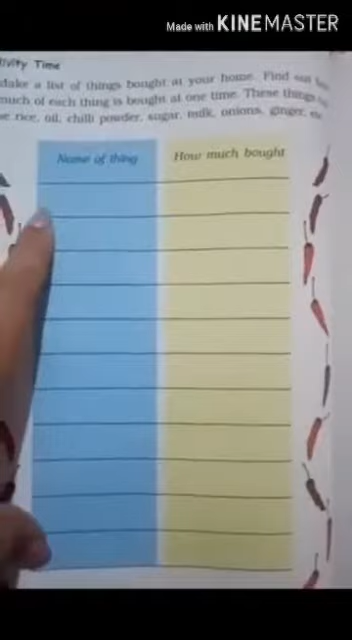 Made with KINEMASTER
ivity Time
Make a list of things bought at your home. Find out
much of each thing is bought at one time. These things
rice, oil, chilli powder, sugar, milk, onions, ginger,
Name of thing
How much bought